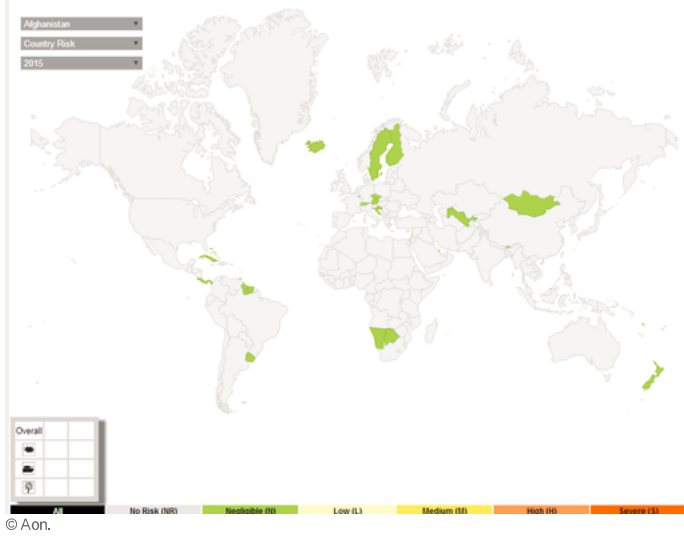 Afghanistan
Country Risk
2015
Overall
All
No Risk (NR)
Negligible (N)
Low (L)
Medium (M)
High (H)
Severe (S)
© Aon.